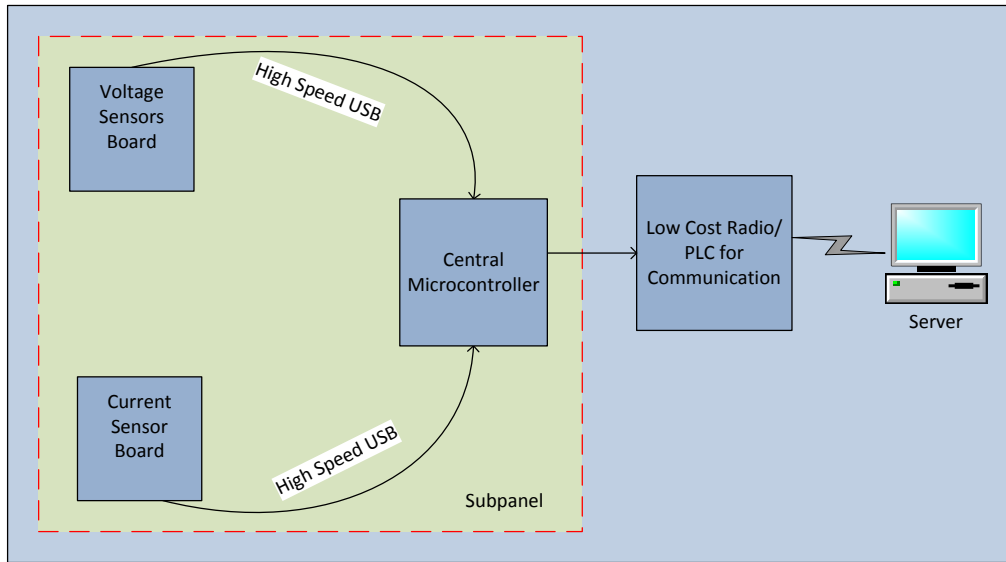 Voltage
Sensors
Board
High Speed USB
Central
Microcontroller
Low Cost Radio/
PLC for
Communication
Server
Current
Sensor
Board
High Speed USB
Subpanel